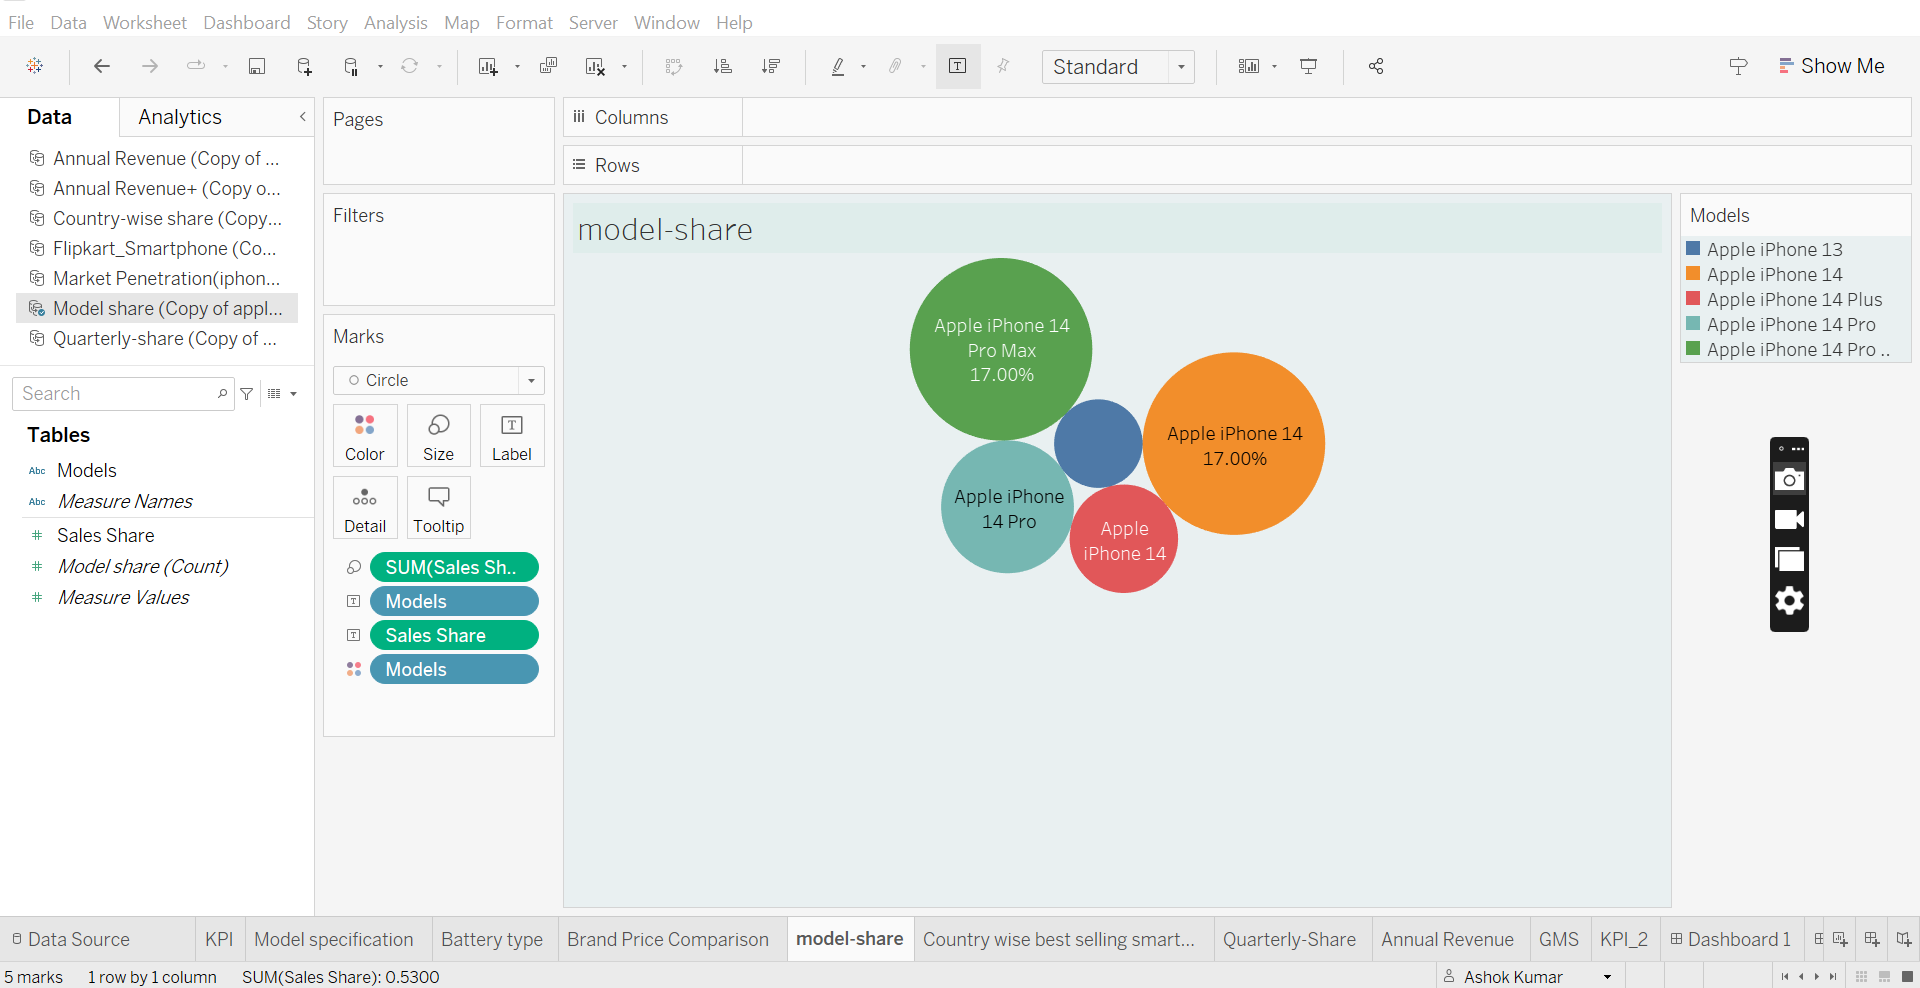 File Data Worksheet Dashboard Story Analysis Map Format Server Window Help
Standard
Show Me
Data Analytics
Annual Revenue (Copy of ...
Annual Revenue+ (Copy o...
Country-wise share (Copy...
Flipkart_Smartphone (Co...
Market Penetration(iphon...
Model share (Copy of appl...
Quarterly-share (Copy of ...
Search
Tables
Abc Models
Abc Measure Names
# Sales Share
# Model share (Count)
# Measure Values
Pages
Filters
Marks
Circle
Color Size Label
Detail Tooltip
SUM(Sales Sh..
Models
Sales Share
Models
Columns
Rows
model-share
Apple iPhone 14
Pro Max
17.00%
Apple iPhone 14
17.00%
Apple iPhone
14 Pro
Apple
iPhone 14
Models
Apple iPhone 13
Apple iPhone 14
Apple iPhone 14 Plus
Apple iPhone 14 Pro
Apple iPhone 14 Pro ..
Data Source KPI Model specification Battery type Brand Price Comparison model-share Country wise best selling smart... Quarterly-Share Annual Revenue GMS KPI_2 Dashboard 1
5 marks 1 row by 1 column SUM(Sales Share): 0.5300 Ashok Kumar